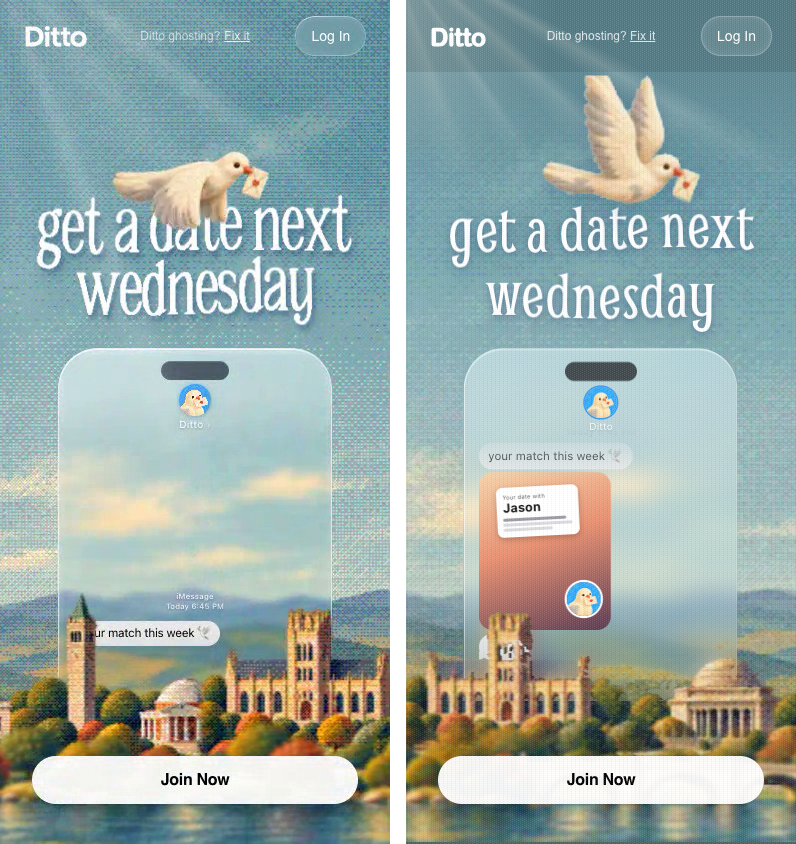 Ditto
Ditto ghosting? Fix it
Log In
get a date next
wednesday
Ditto
iMessage
Today 6:45 PM
ur match this week 🕊
Join Now
Ditto
Ditto ghosting? Fix it
Log In
get a date next
wednesday
Ditto
your match this week 🕊
Your date with
Jason
Join Now